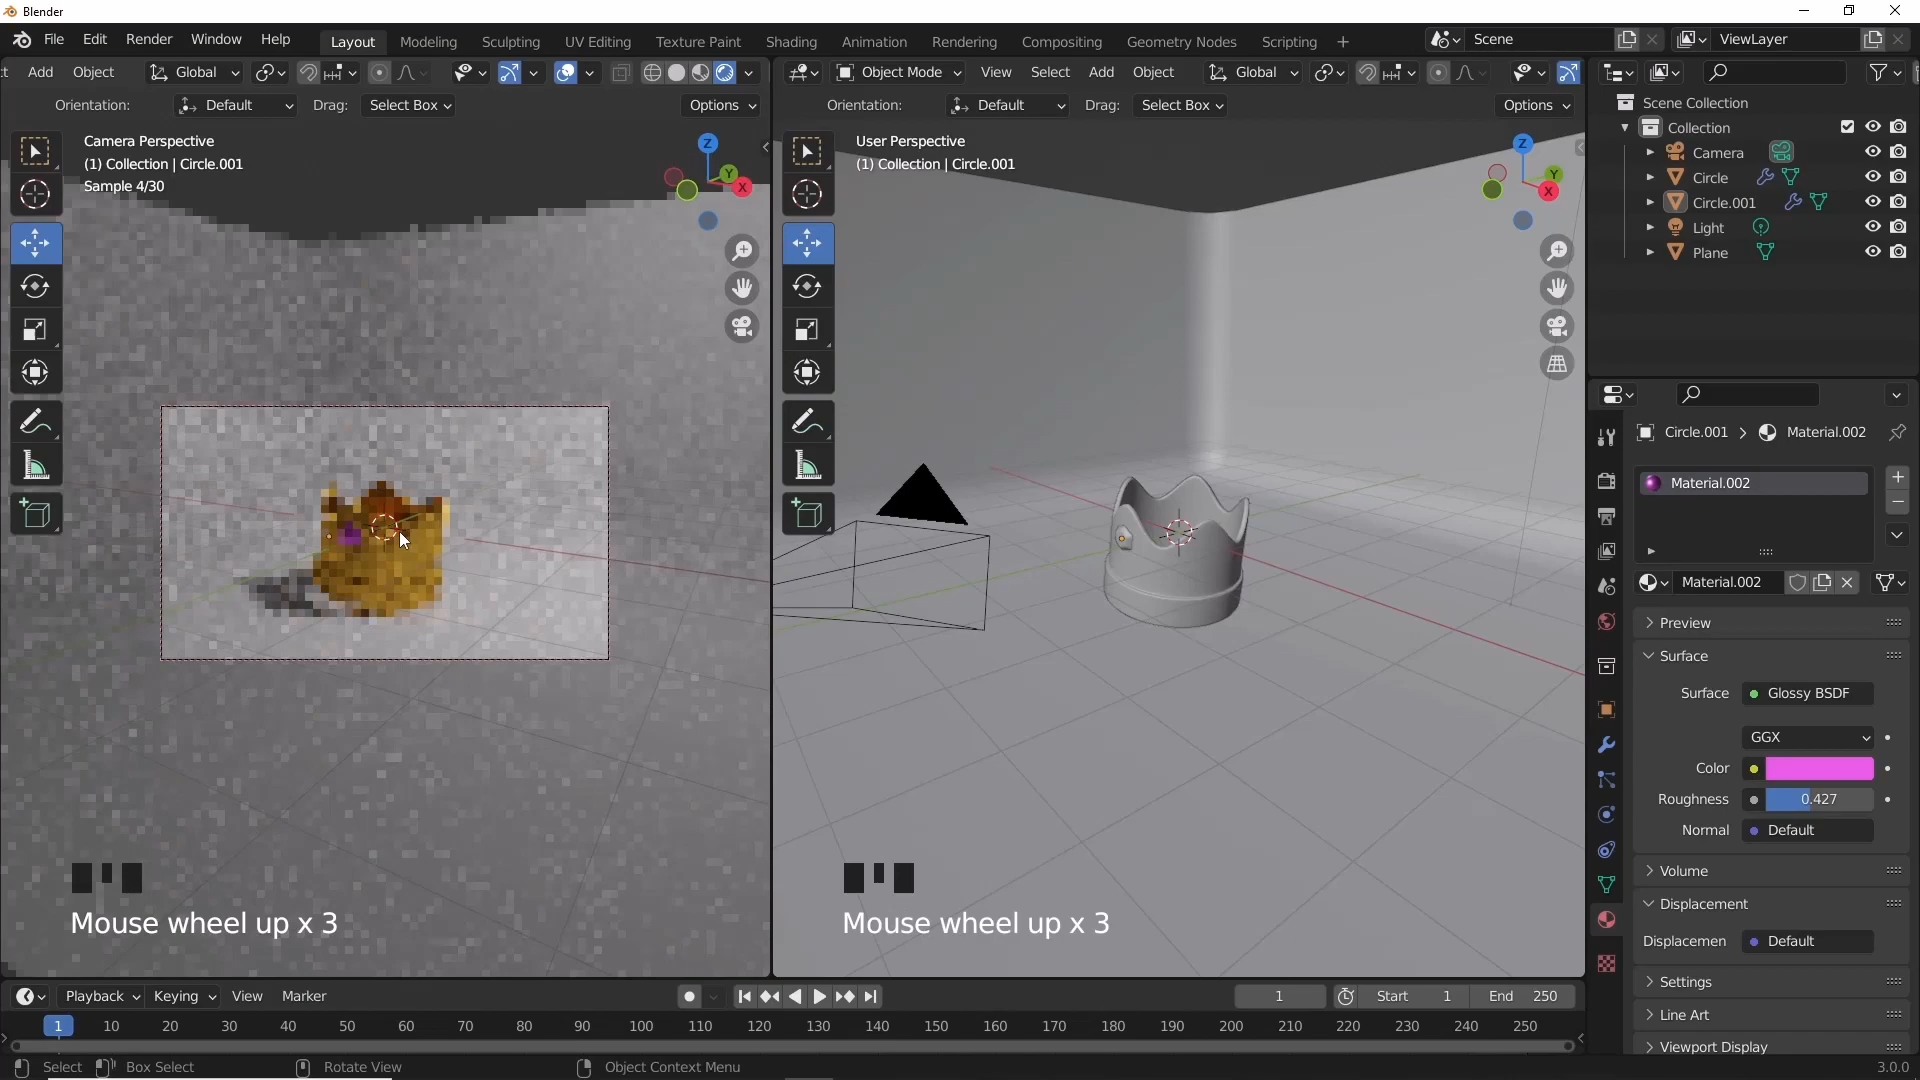 Blender
File Edit Render Window Help Layout Modeling Sculpting UV Editing Texture Paint Shading Animation Rendering Compositing Geometry Nodes Scripting + Scene ViewLayer
t Add Object Global Object Mode View Select Add Object Global
Orientation: Default Drag: Select Box Options Orientation: Default Drag: Select Box Options
Camera Perspective
(1) Collection | Circle.001
Sample 4/30
Z
Y
X
User Perspective
(1) Collection | Circle.001
Z
Y
X
Scene Collection
Collection
Camera
Circle
Circle.001
Light
Plane
Circle.001 > Material.002
Material.002
Material.002
Preview
Surface
Surface Glossy BSDF
GGX
Color
Roughness 0.427
Normal Default
Volume
Displacement
Displacemen Default
Settings
Line Art
Viewport Display
Mouse wheel up x 3
Mouse wheel up x 3
Playback Keying View Marker 1 Start 1 End 250
1 10 20 30 40 50 60 70 80 90 100 110 120 130 140 150 160 170 180 190 200 210 220 230 240 250
Select Box Select Rotate View Object Context Menu 3.0.0